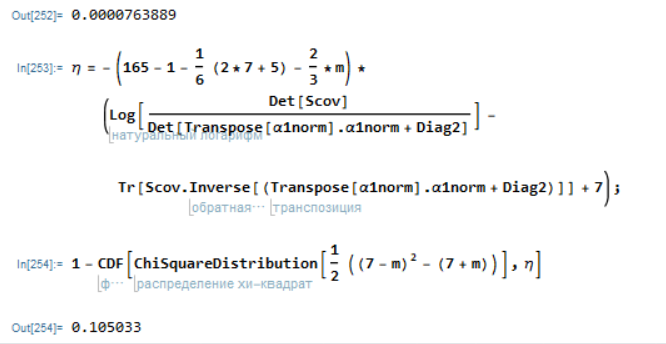 Out[252]= 0.0000763889
In[253]:= η = -(165 - 1 - 1/6 (2*7 + 5) - 2/3 *m) *
(Log[Det[Scov]/Det[Transpose[α1norm].α1norm + Diag2]] -
натуральный логарифм
Tr[Scov.Inverse[(Transpose[α1norm].α1norm + Diag2)]] + 7);
обратная… транспозиция
In[254]:= 1 - CDF[ChiSquareDistribution[1/2 ((7 - m)^2 - (7 + m))], η]
ф… распределение хи-квадрат
Out[254]= 0.105033